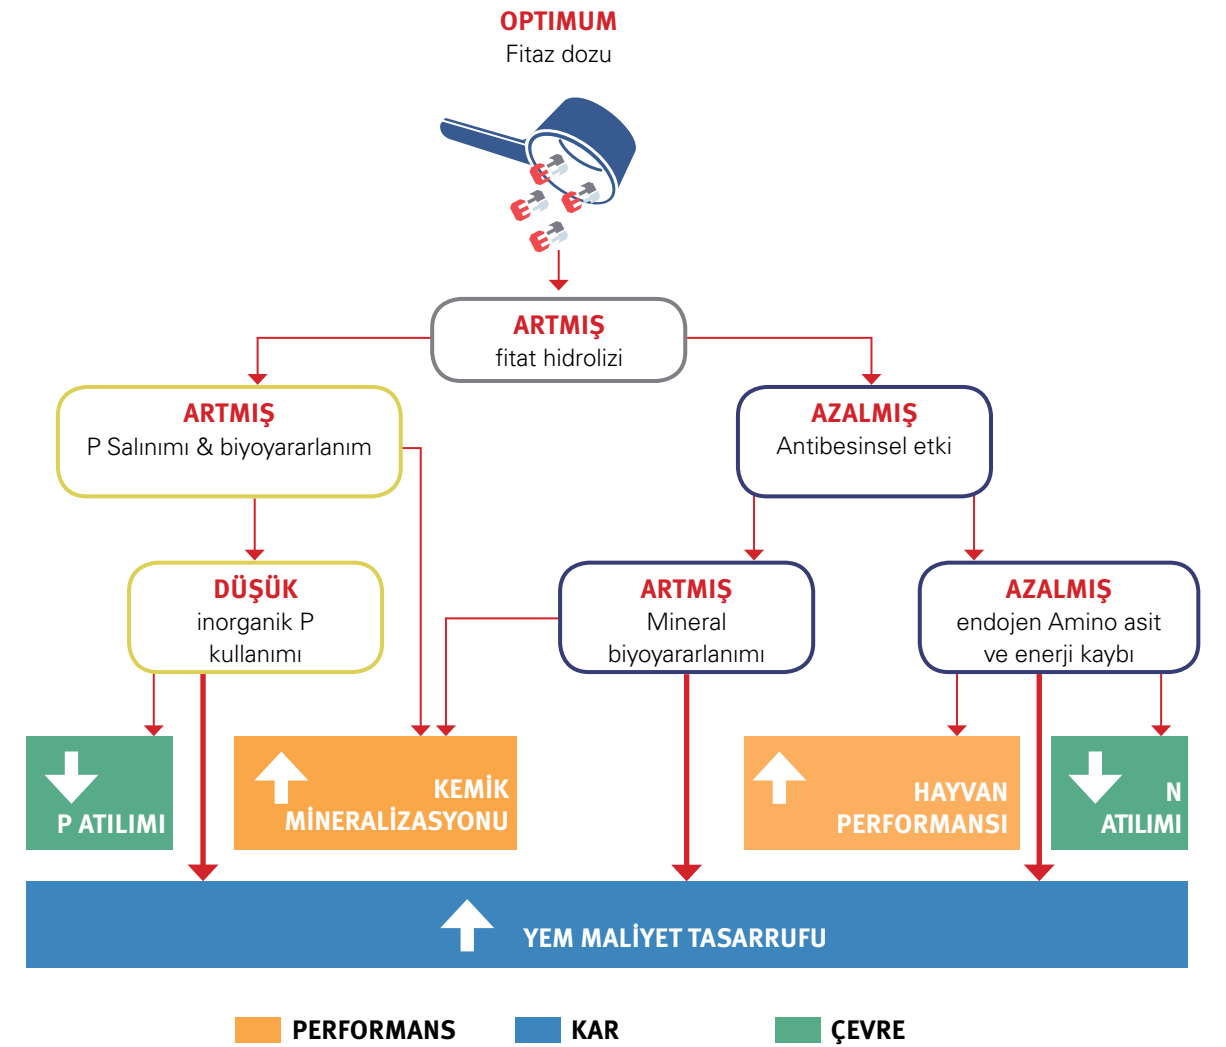 OPTIMUM
Fitaz dozu
ARTMIŞ
fitat hidrolizi
ARTMIŞ
P Salınımı & biyoyararlanım
AZALMIŞ
Antibesinsel etki
DÜŞÜK
inorganik P
kullanımı
ARTMIŞ
Mineral
biyoyararlanımı
AZALMIŞ
endojen Amino asit
ve enerji kaybı
P ATILIMI
KEMİK
MİNERALİZASYONU
HAYVAN
PERFORMANSI
N
ATILIMI
YEM MALİYET TASARRUFU
PERFORMANS
KAR
ÇEVRE